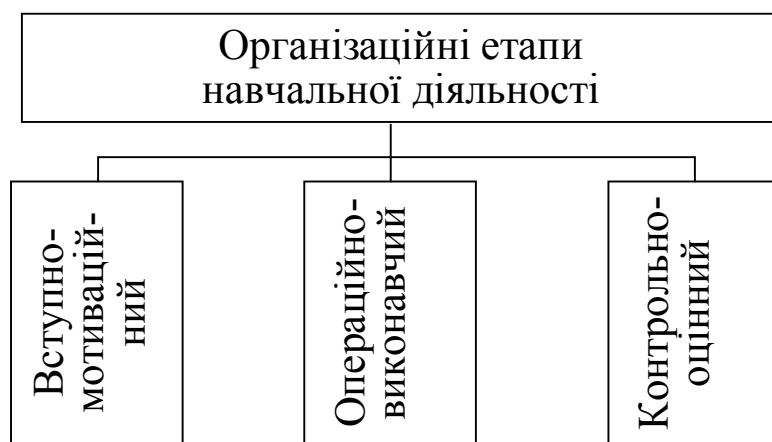 Організаційні етапи
навчальної діяльності
Вступно-
мотивацій-
ний
Операційно-
виконавчий
Контрольно-
оцінний